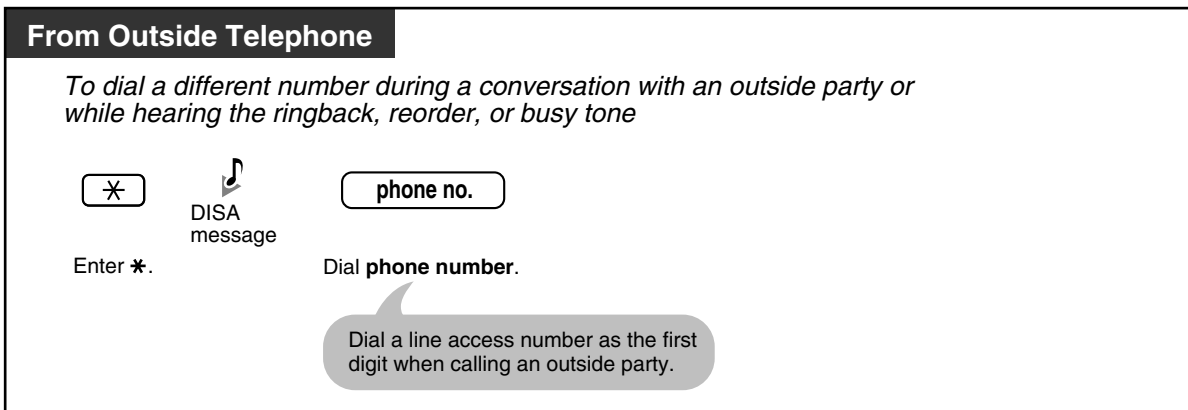 From Outside Telephone
To dial a different number during a conversation with an outside party or
while hearing the ringback, reorder, or busy tone
DISA
message
phone no.
Enter *.
Dial phone number.
Dial a line access number as the first
digit when calling an outside party.